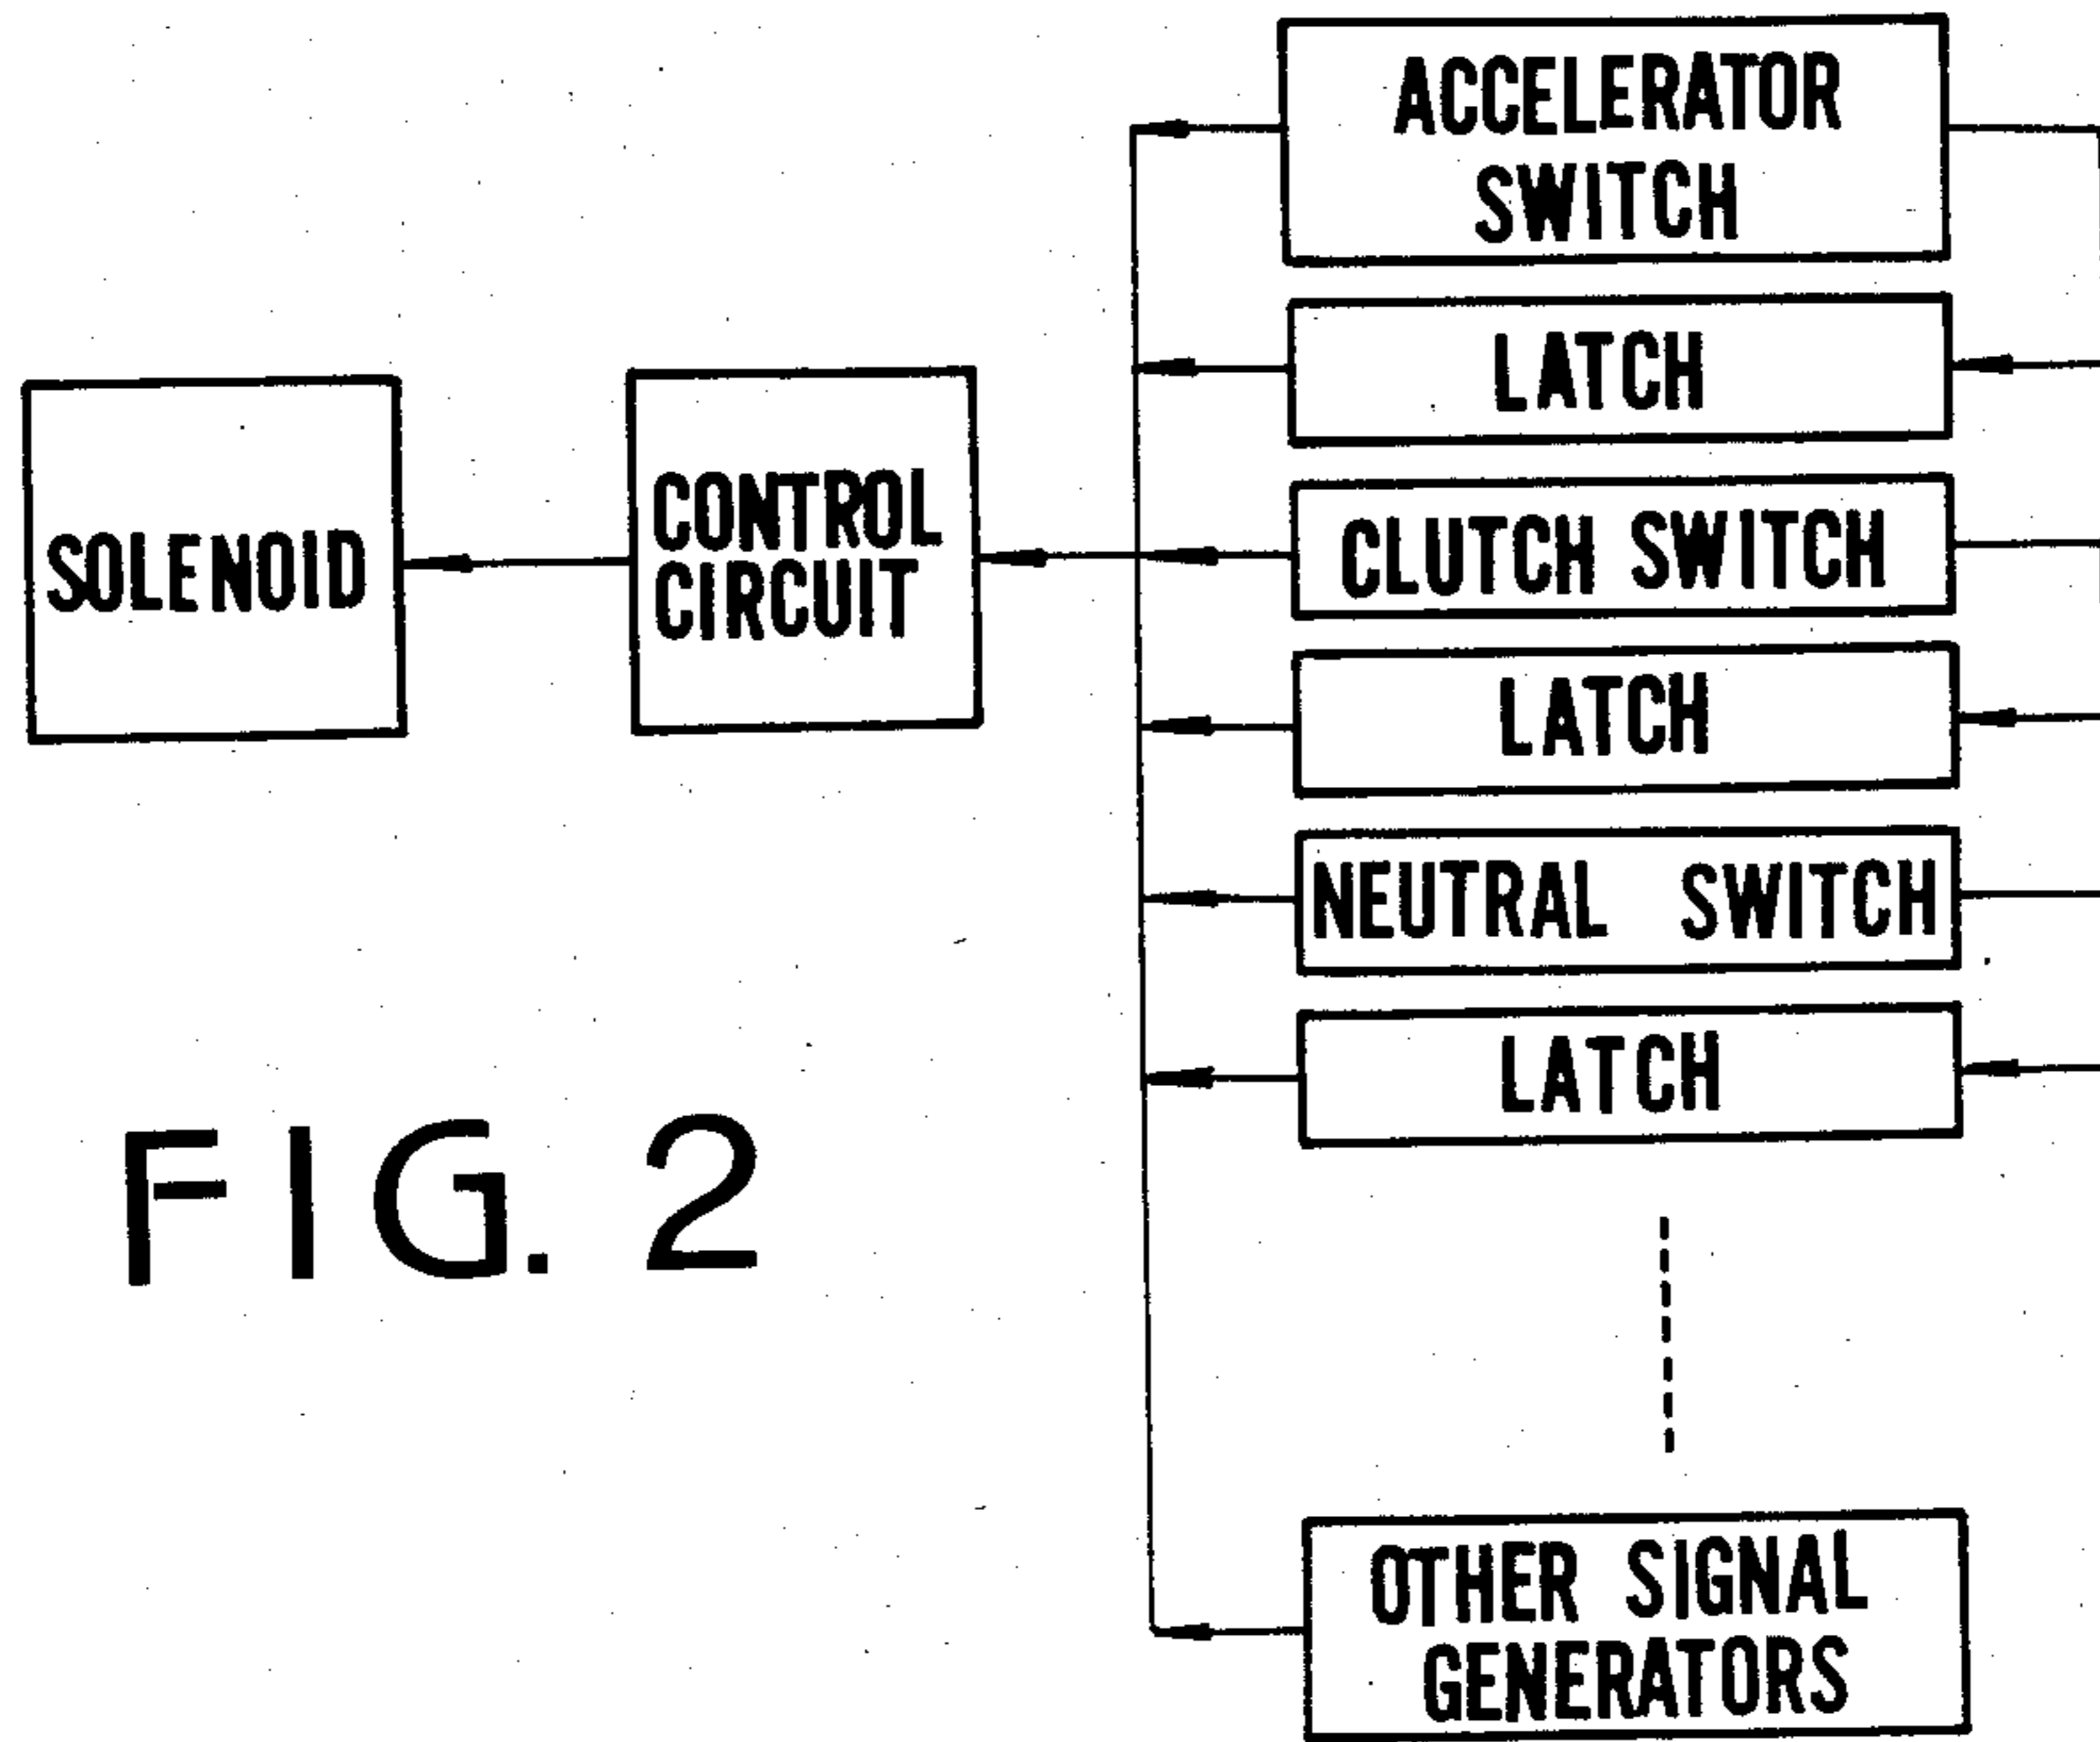 ACCELERATOR
SWITCH
LATCH
CLUTCH SWITCH
LATCH
NEUTRAL SWITCH
LATCH
OTHER SIGNAL
GENERATORS
CONTROL
CIRCUIT
SOLENOID
FIG. 2